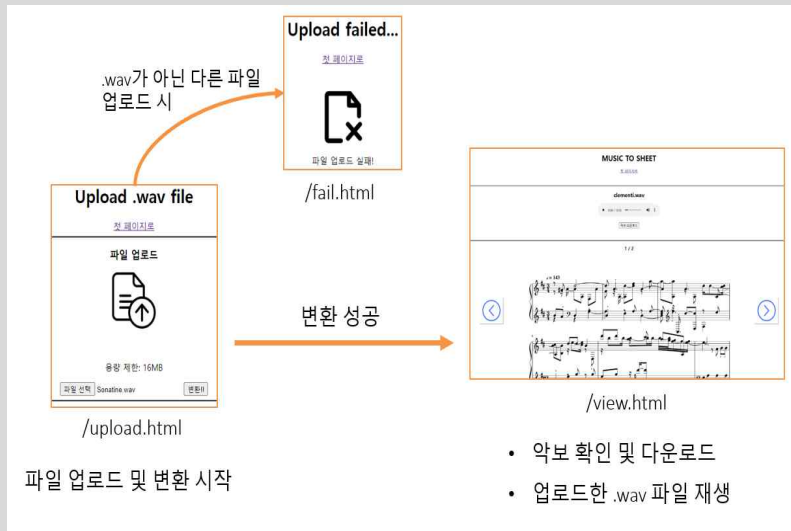 Upload failed...
첫 페이지로
파일 업로드 실패!
/fail.html
.wav가 아닌 다른 파일
업로드 시
Upload .wav file
첫 페이지로
파일 업로드
용량 제한: 16MB
파일 선택 Sonatine.wav
변환!!
/upload.html
파일 업로드 및 변환 시작
변환 성공
MUSIC TO SHEET
clementi.wav
1 / 2
= 143
/view.html
• 악보 확인 및 다운로드
• 업로드한 .wav 파일 재생